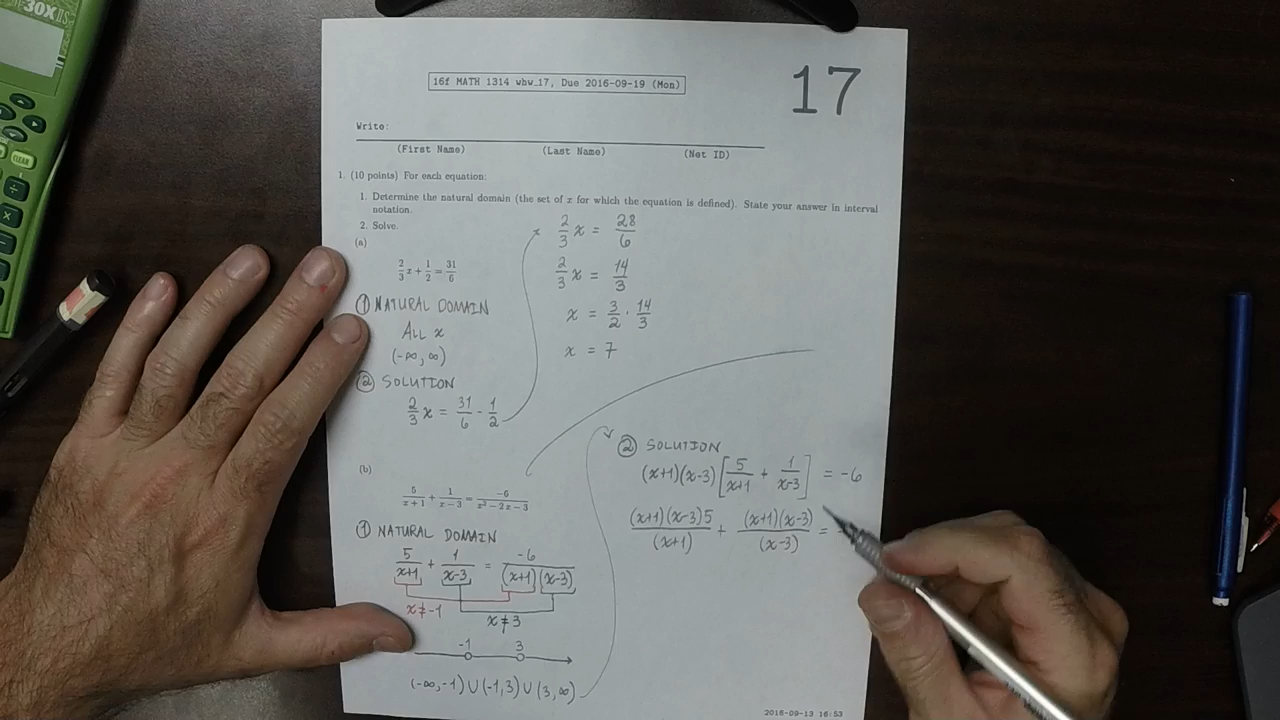 30X IIS
CLEAR
17
16f MATH 1314 whw_17, Due 2016-09-19 (Mon)
Write:
(First Name) (Last Name) (Net ID)
1. (10 points) For each equation:
1. Determine the natural domain (the set of x for which the equation is defined). State your answer in interval
notation.
2. Solve.
(a)
2/3 x + 1/2 = 31/6
① NATURAL DOMAIN
ALL x
(-∞, ∞)
② SOLUTION
2/3 x = 31/6 - 1/2
2/3 x = 28/6
2/3 x = 14/3
x = 3/2 · 14/3
x = 7
(b)
5/(x+1) + 1/(x-3) = -6/(x²-2x-3)
① NATURAL DOMAIN
5/(x+1) + 1/(x-3) = -6/((x+1)(x-3))
x ≠ -1
x ≠ 3
-1 3
(-∞,-1) ∪ (-1,3) ∪ (3,∞)
② SOLUTION
(x+1)(x-3)[5/(x+1) + 1/(x-3)] = -6
(x+1)(x-3)5/(x+1) + (x+1)(x-3)/(x-3) =
2016-09-13 16:53